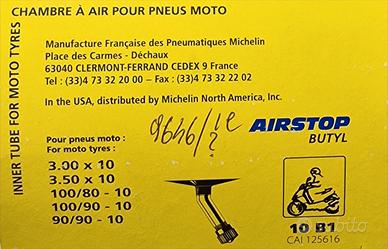 CHAMBRE À AIR POUR PNEUS MOTO
INNER TUBE FOR MOTO TYRES
Manufacture Française des Pneumatiques Michelin
Place des Carmes - Déchaux
63040 CLERMONT-FERRAND CEDEX 9 France
Tel : (33)4 73 32 20 00 – Fax : (33)4 73 32 22 02
In the USA, distributed by Michelin North America, Inc.
AIRSTOP
BUTYL
Pour pneus moto :
For moto tyres :
3.00 x 10
3.50 x 10
100/80 - 10
100/90 - 10
90/90 - 10
10 B1
CAI 125616
subito